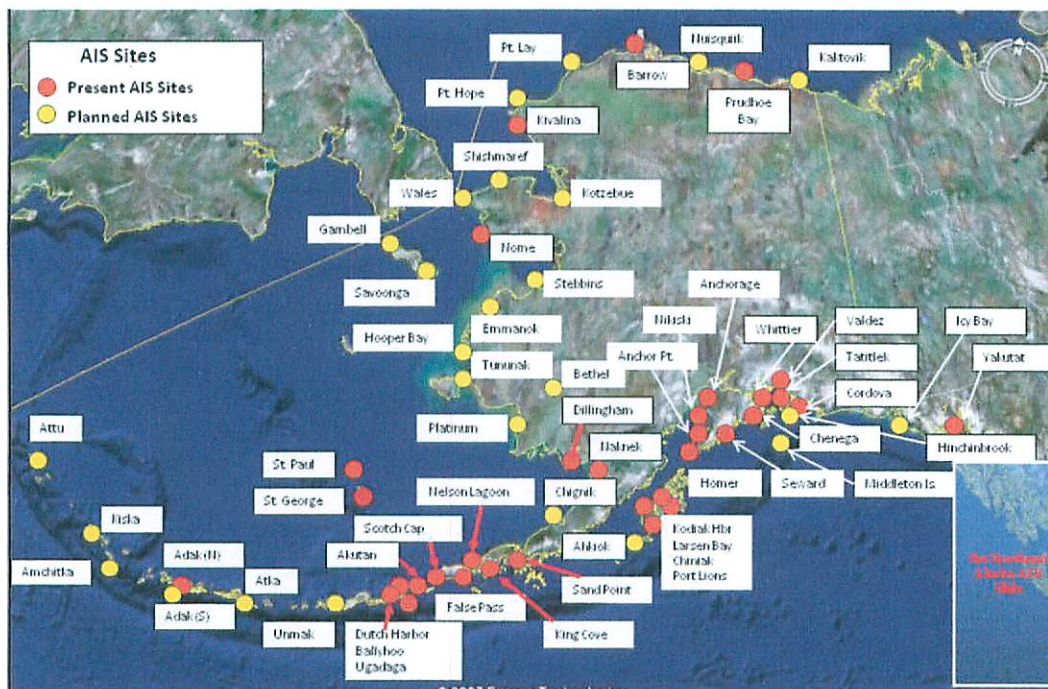 AIS Sites
Present AIS Sites
Planned AIS Sites
Pt. Lay
Nuisquiik
Barrow
Kaktovik
Prudhoe
Bay
Pt. Hope
Kivalina
Shishmaref
Wales
Kotzebue
Gambell
Nome
Savoonga
Stebbins
Anchorage
Nikiski
Whittier
Valdez
Icy Bay
Emmanok
Hooper Bay
Anchor Pt.
Tatitlek
Yakutat
Tununak
Bethel
Cordova
Dillingham
Platinum
Chenega
Hinchinbrook
Attu
Naknek
St. Paul
Nelson Lagoon
Chignik
Homer
Seward
Middleton Is.
St. George
Scotch Cap
Kiska
Kodiak Hbr
Larsen Bay
Chiniak
Port Lions
Adak (N)
Akutan
Ahkiok
Amchitka
Atka
Sand Point
Adak (S)
False Pass
Unmak
Dutch Harbor
Ballyhoo
Ugadaga
King Cove